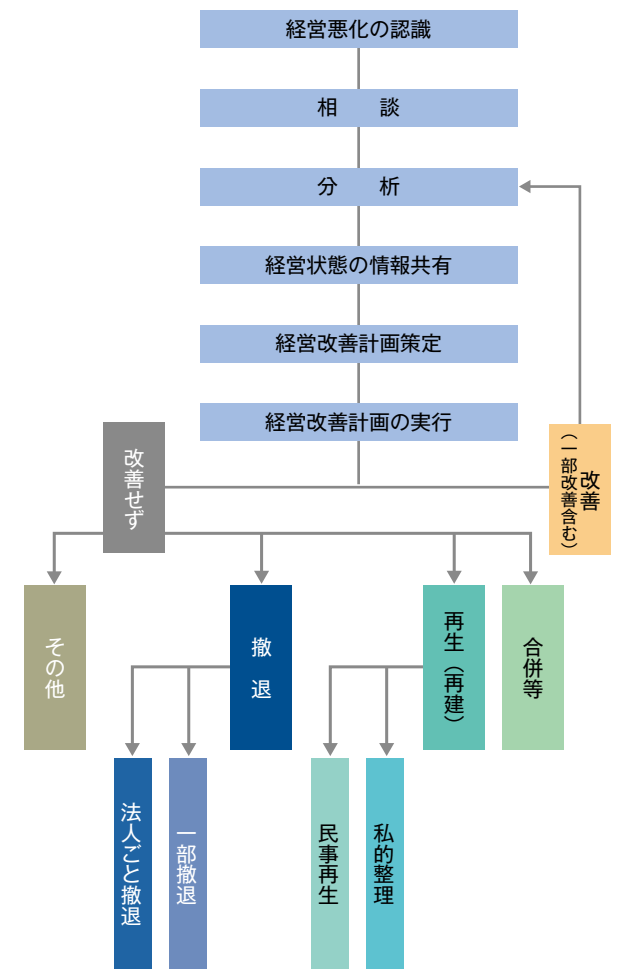 経営悪化の認識
相　　談
分　　析
経営状態の情報共有
経営改善計画策定
経営改善計画の実行
改善せず
改善
（一部改善含む）
その他
撤　退
再生（再建）
合併等
法人ごと撤退
一部撤退
民事再生
私的整理